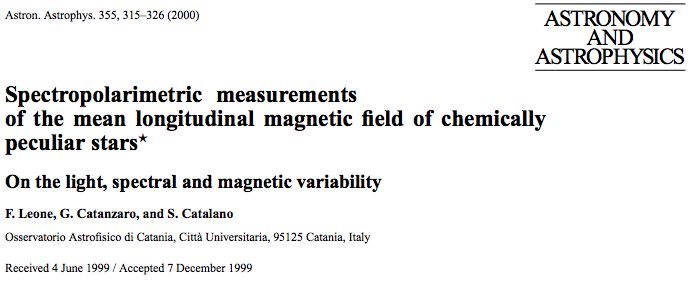 Astron. Astrophys. 355, 315–326 (2000)
ASTRONOMY
AND
ASTROPHYSICS
Spectropolarimetric measurements
of the mean longitudinal magnetic field of chemically
peculiar stars⋆
On the light, spectral and magnetic variability
F. Leone, G. Catanzaro, and S. Catalano
Osservatorio Astrofisico di Catania, Città Universitaria, 95125 Catania, Italy
Received 4 June 1999 / Accepted 7 December 1999